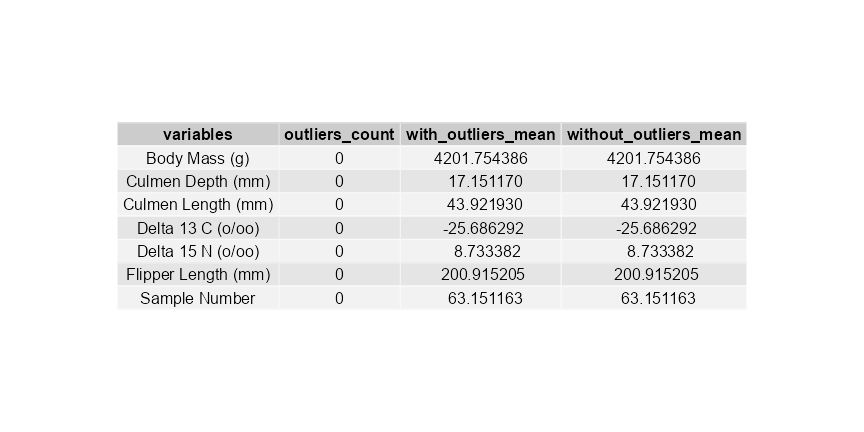 variables outliers_count with_outliers_mean without_outliers_mean
Body Mass (g) 0 4201.754386 4201.754386
Culmen Depth (mm) 0 17.151170 17.151170
Culmen Length (mm) 0 43.921930 43.921930
Delta 13 C (o/oo) 0 -25.686292 -25.686292
Delta 15 N (o/oo) 0 8.733382 8.733382
Flipper Length (mm) 0 200.915205 200.915205
Sample Number 0 63.151163 63.151163